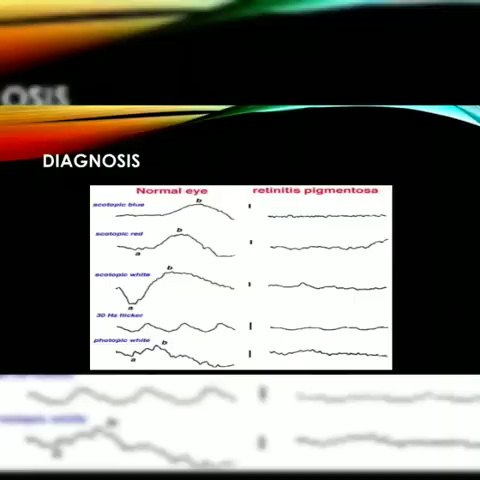 OSIS
DIAGNOSIS
Normal eye retinitis pigmentosa
scotopic blue b
scotopic red b
a
scotopic white b
a
30 Hz flicker
photopic white b
a